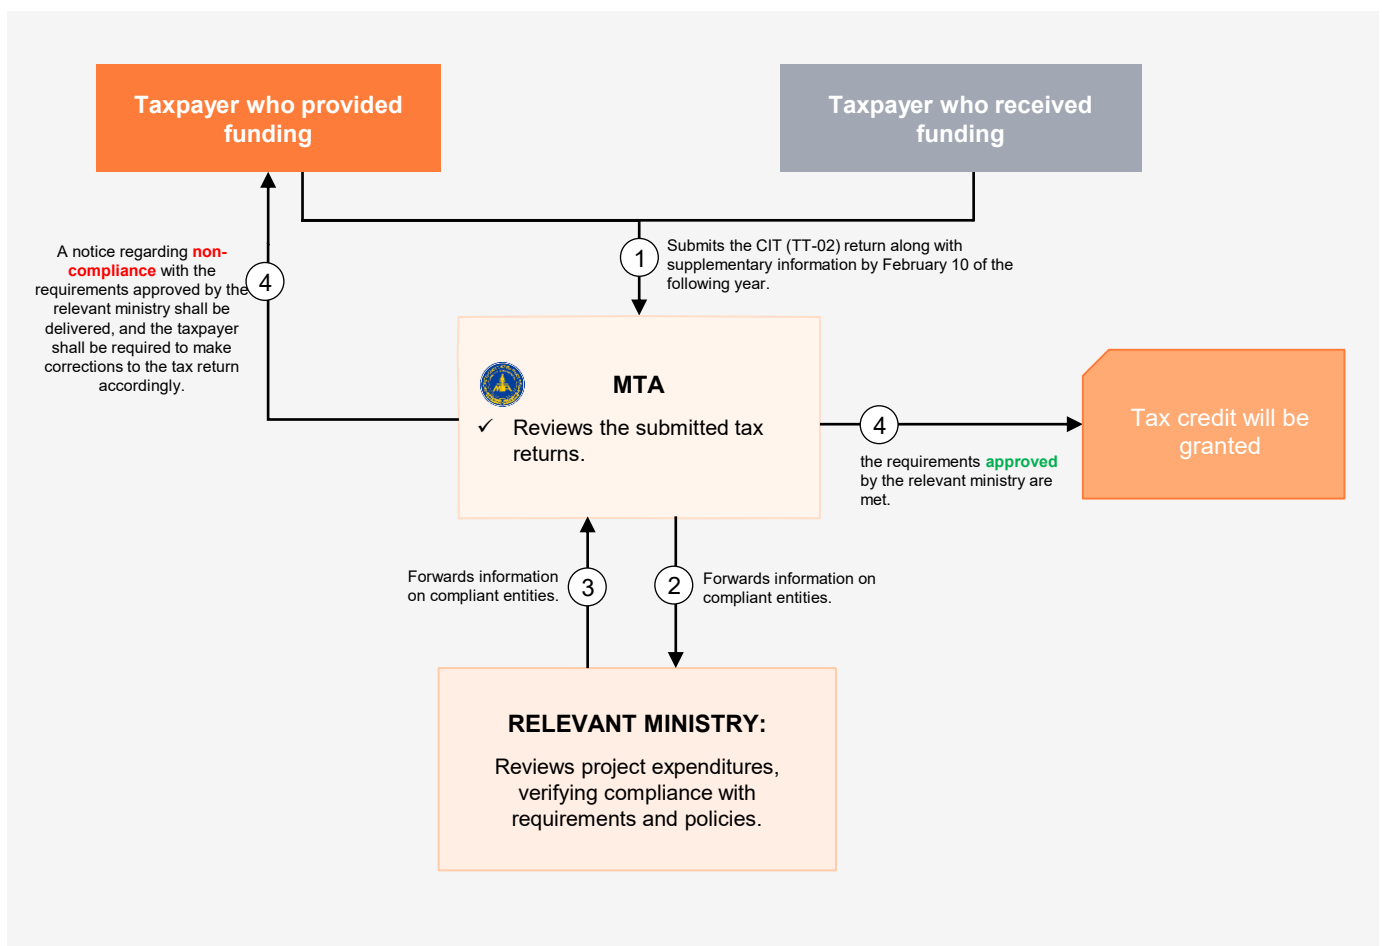 Taxpayer who provided
funding
Taxpayer who received
funding
A notice regarding non-
compliance with the
requirements approved by the
relevant ministry shall be
delivered, and the taxpayer
shall be required to make
corrections to the tax return
accordingly.
4
1
Submits the CIT (TT-02) return along with
supplementary information by February 10 of the
following year.
MTA
✓ Reviews the submitted tax
returns.
4
the requirements approved
by the relevant ministry are
met.
Tax credit will be
granted
Forwards information
on compliant entities.
3
2
Forwards information on
compliant entities.
RELEVANT MINISTRY:
Reviews project expenditures,
verifying compliance with
requirements and policies.